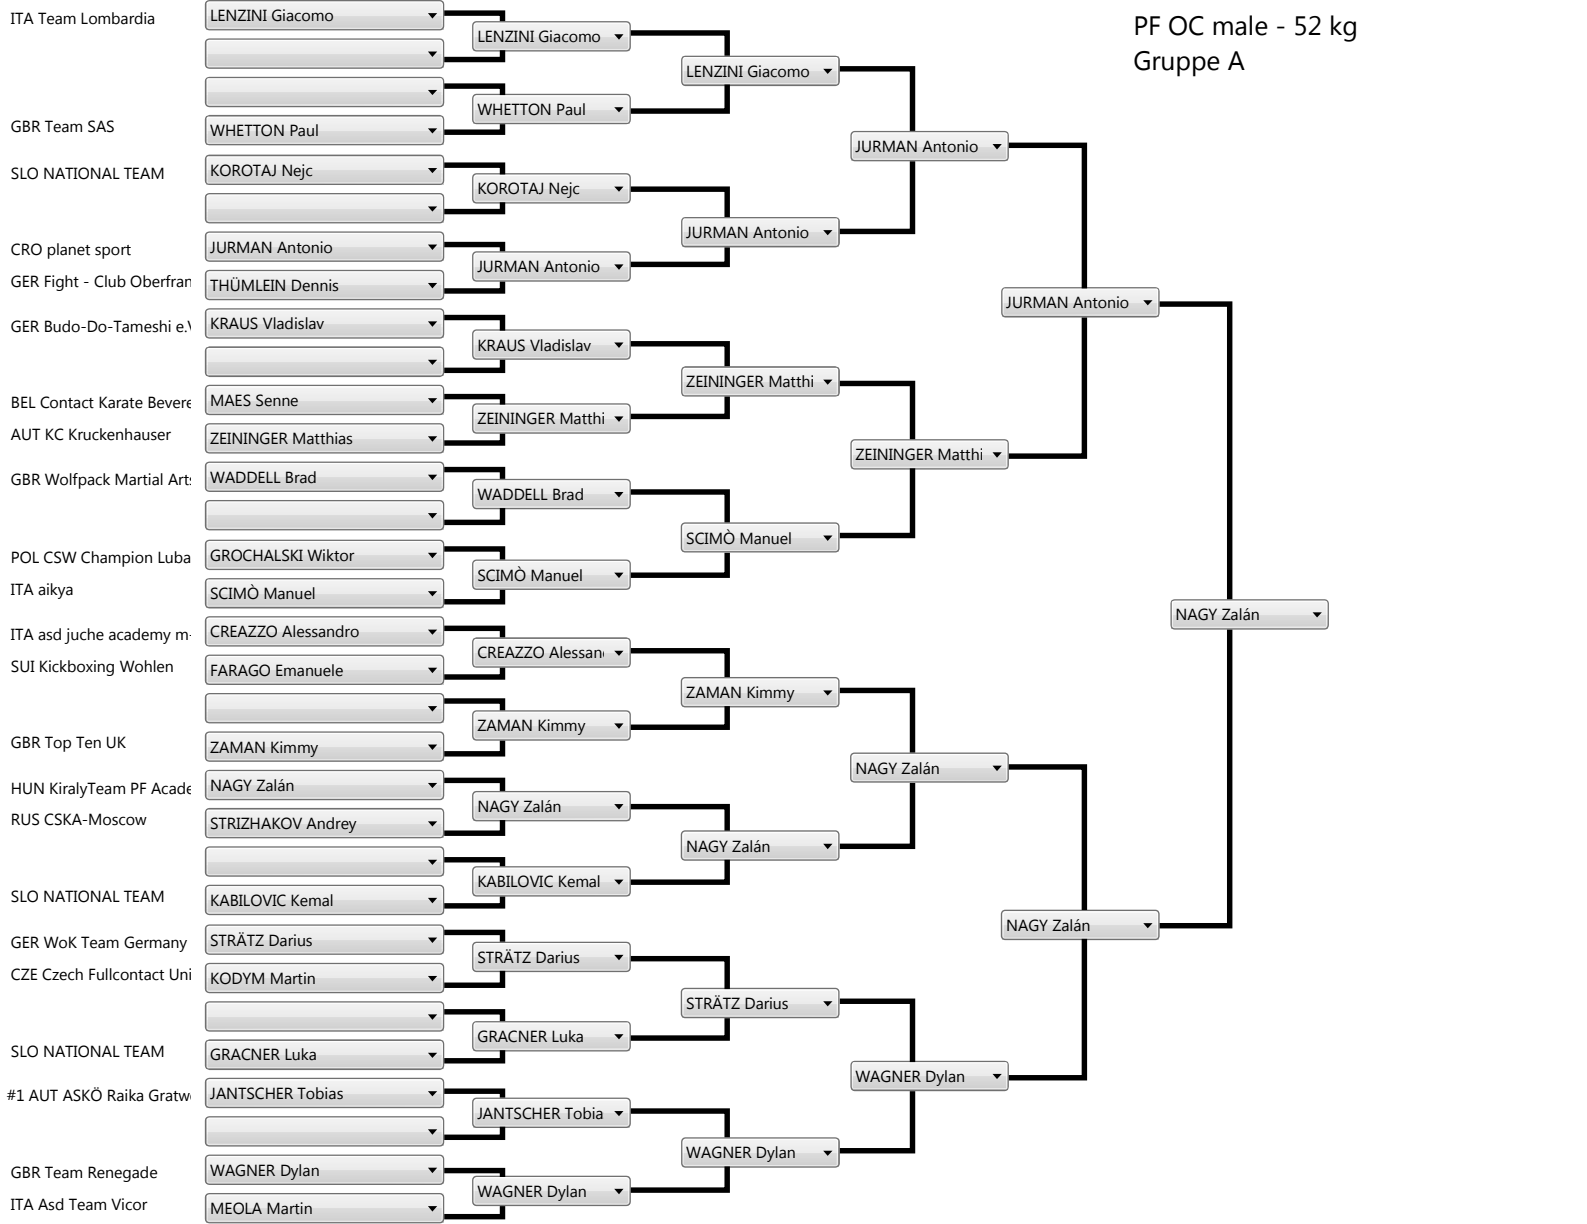 PF OC male - 52 kg
Gruppe A
ITA Team Lombardia
LENZINI Giacomo
LENZINI Giacomo
LENZINI Giacomo
WHETTON Paul
GBR Team SAS
WHETTON Paul
JURMAN Antonio
SLO NATIONAL TEAM
KOROTAJ Nejc
KOROTAJ Nejc
JURMAN Antonio
CRO planet sport
JURMAN Antonio
JURMAN Antonio
GER Fight - Club Oberfran
THÜMLEIN Dennis
JURMAN Antonio
GER Budo-Do-Tameshi e.V
KRAUS Vladislav
KRAUS Vladislav
ZEININGER Matthi
BEL Contact Karate Bevere
MAES Senne
ZEININGER Matthi
AUT KC Kruckenhauser
ZEININGER Matthias
ZEININGER Matthi
GBR Wolfpack Martial Arts
WADDELL Brad
WADDELL Brad
SCIMÒ Manuel
POL CSW Champion Luba
GROCHALSKI Wiktor
SCIMÒ Manuel
ITA aikya
SCIMÒ Manuel
NAGY Zalán
ITA asd juche academy m-
CREAZZO Alessandro
CREAZZO Alessan
SUI Kickboxing Wohlen
FARAGO Emanuele
ZAMAN Kimmy
ZAMAN Kimmy
GBR Top Ten UK
ZAMAN Kimmy
NAGY Zalán
HUN KiralyTeam PF Acade
NAGY Zalán
NAGY Zalán
RUS CSKA-Moscow
STRIZHAKOV Andrey
NAGY Zalán
KABILOVIC Kemal
SLO NATIONAL TEAM
KABILOVIC Kemal
NAGY Zalán
GER WoK Team Germany
STRÄTZ Darius
STRÄTZ Darius
CZE Czech Fullcontact Uni
KODYM Martin
STRÄTZ Darius
GRACNER Luka
SLO NATIONAL TEAM
GRACNER Luka
WAGNER Dylan
#1 AUT ASKÖ Raika Gratw
JANTSCHER Tobias
JANTSCHER Tobia
WAGNER Dylan
GBR Team Renegade
WAGNER Dylan
WAGNER Dylan
ITA Asd Team Vicor
MEOLA Martin